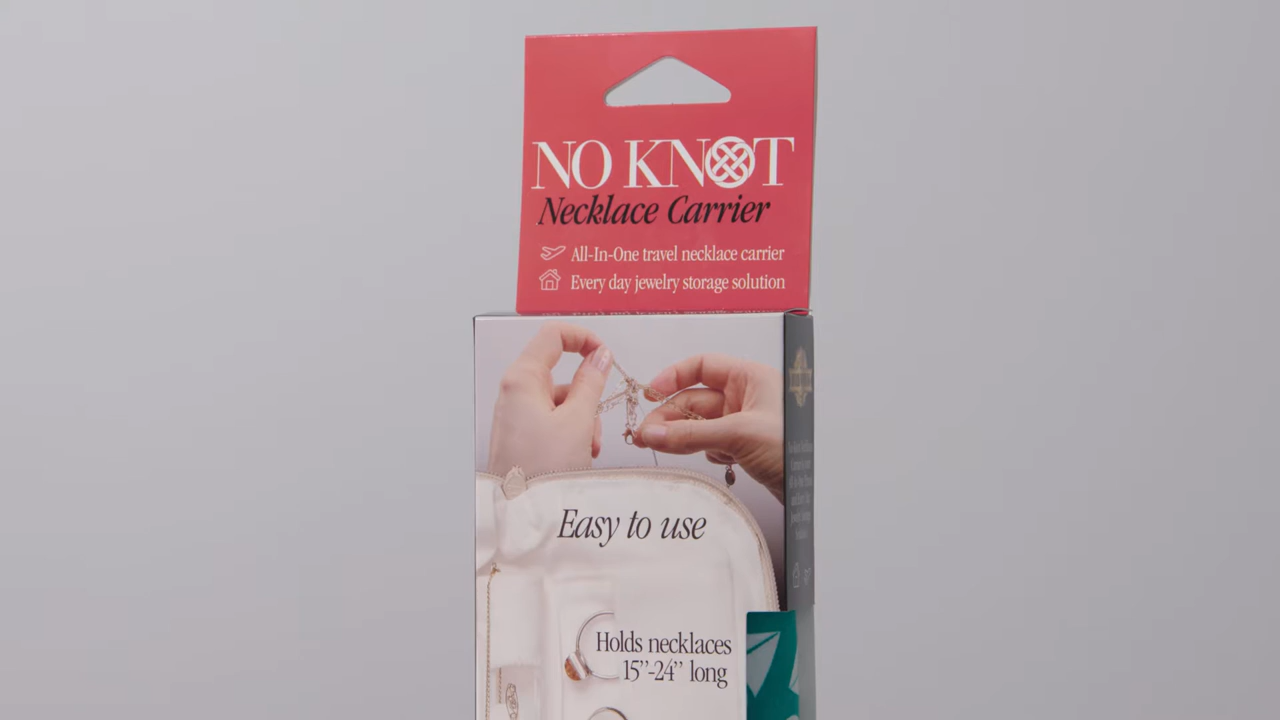 NO KNOT
Necklace Carrier
All-In-One travel necklace carrier
Every day jewelry storage solution
Easy to use
Holds necklaces
15”-24” long